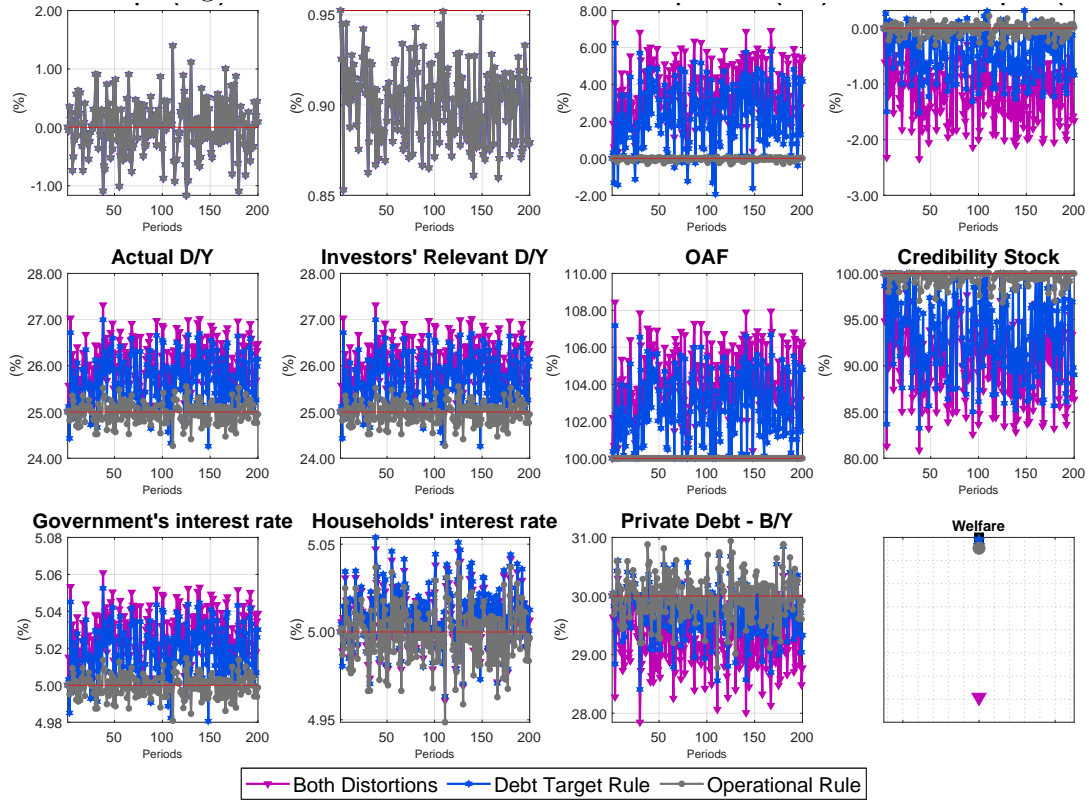 2.00
1.00
0.00
-1.00
(%)
50 100 150 200
Periods
0.95
0.90
0.85
(%)
50 100 150 200
Periods
8.00
6.00
4.00
2.00
0.00
-2.00
(%)
50 100 150 200
Periods
0.00
-1.00
-2.00
-3.00
(%)
50 100 150 200
Periods
Actual D/Y
28.00
27.00
26.00
25.00
24.00
(%)
50 100 150 200
Periods
Investors' Relevant D/Y
28.00
27.00
26.00
25.00
24.00
(%)
50 100 150 200
Periods
OAF
110.00
108.00
106.00
104.00
102.00
100.00
(%)
50 100 150 200
Periods
Credibility Stock
100.00
95.00
90.00
85.00
80.00
(%)
50 100 150 200
Periods
Government's interest rate
5.08
5.06
5.04
5.02
5.00
4.98
(%)
50 100 150 200
Periods
Households' interest rate
5.05
5.00
4.95
(%)
50 100 150 200
Periods
Private Debt - B/Y
31.00
30.00
29.00
28.00
(%)
50 100 150 200
Periods
Welfare
Both Distortions Debt Target Rule Operational Rule